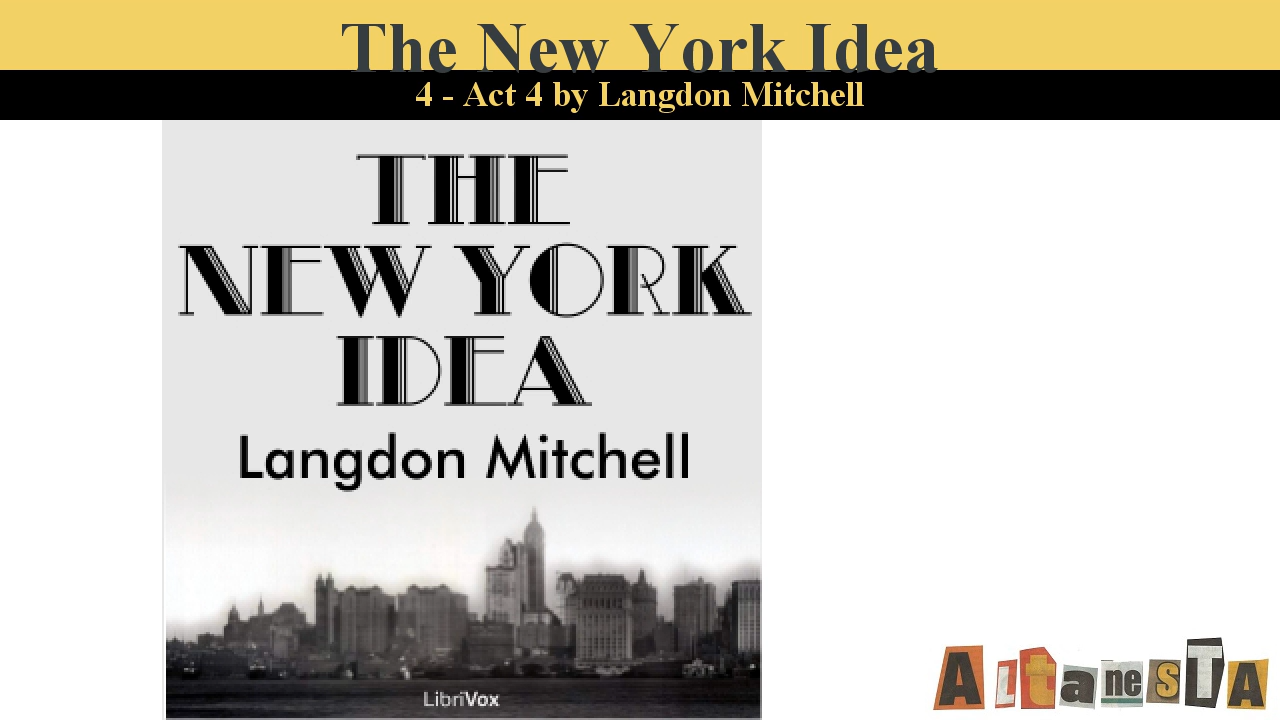 The New York Idea
4 - Act 4 by Langdon Mitchell
THE
NEW YORK
IDEA
Langdon Mitchell
LibriVox
AltanesTA